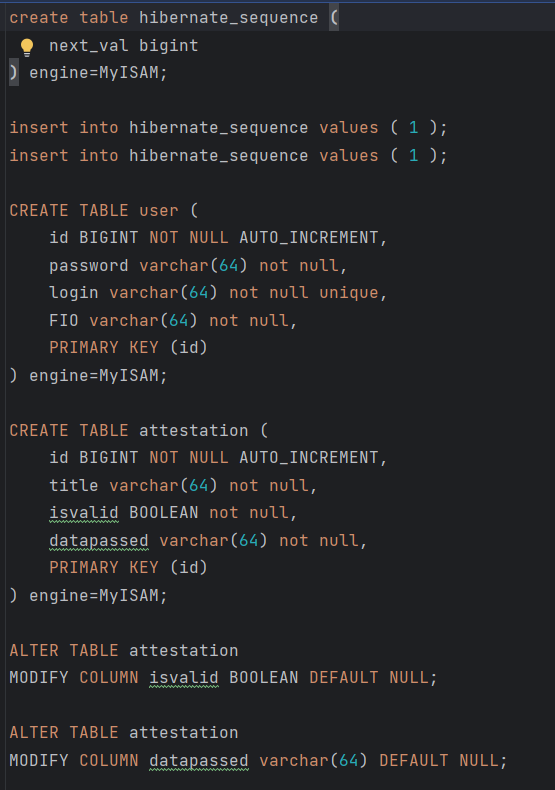 create table hibernate_sequence (
    next_val bigint
) engine=MyISAM;

insert into hibernate_sequence values ( 1 );
insert into hibernate_sequence values ( 1 );

CREATE TABLE user (
    id BIGINT NOT NULL AUTO_INCREMENT,
    password varchar(64) not null,
    login varchar(64) not null unique,
    FIO varchar(64) not null,
    PRIMARY KEY (id)
) engine=MyISAM;

CREATE TABLE attestation (
    id BIGINT NOT NULL AUTO_INCREMENT,
    title varchar(64) not null,
    isvalid BOOLEAN not null,
    datapassed varchar(64) not null,
    PRIMARY KEY (id)
) engine=MyISAM;

ALTER TABLE attestation
MODIFY COLUMN isvalid BOOLEAN DEFAULT NULL;

ALTER TABLE attestation
MODIFY COLUMN datapassed varchar(64) DEFAULT NULL;